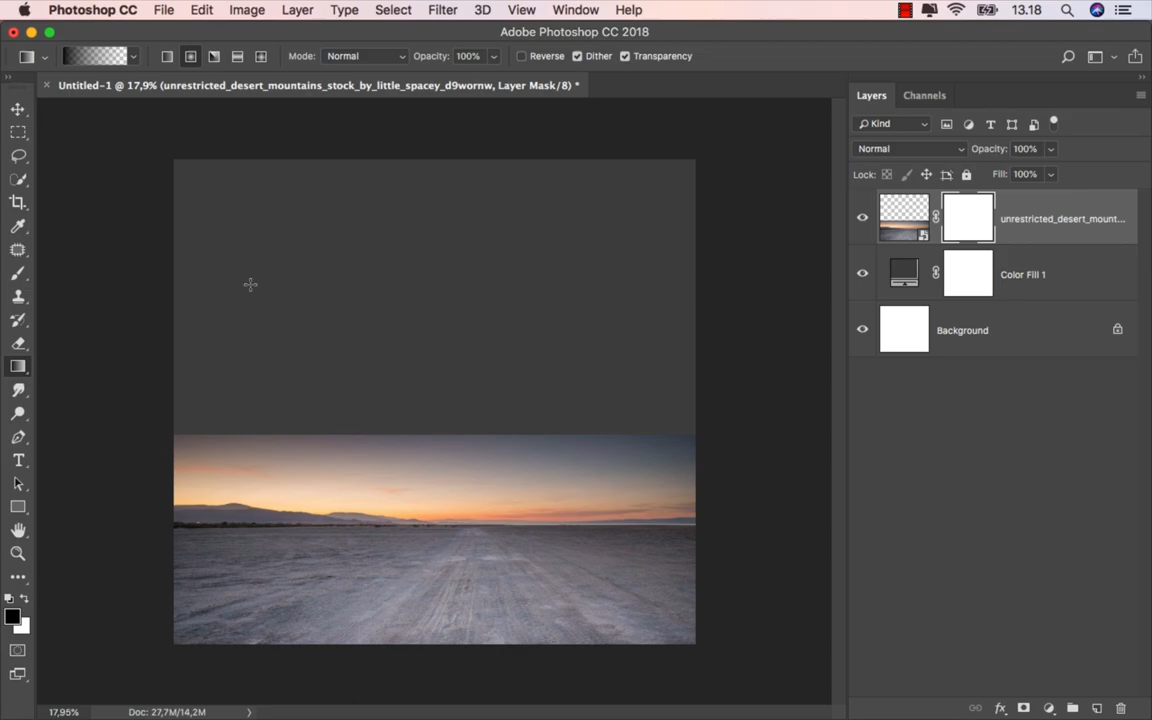 Photoshop CC File Edit Image Layer Type Select Filter 3D View Window Help 13.18
Adobe Photoshop CC 2018
Mode: Normal Opacity: 100% Reverse Dither Transparency
× Untitled-1 @ 17,9% (unrestricted_desert_mountains_stock_by_little_spacey_d9wornw, Layer Mask/8) *
Layers Channels
Kind
Normal Opacity: 100%
Lock: Fill: 100%
unrestricted_desert_mount...
Color Fill 1
Background
17,95% Doc: 27,7M/14,2M